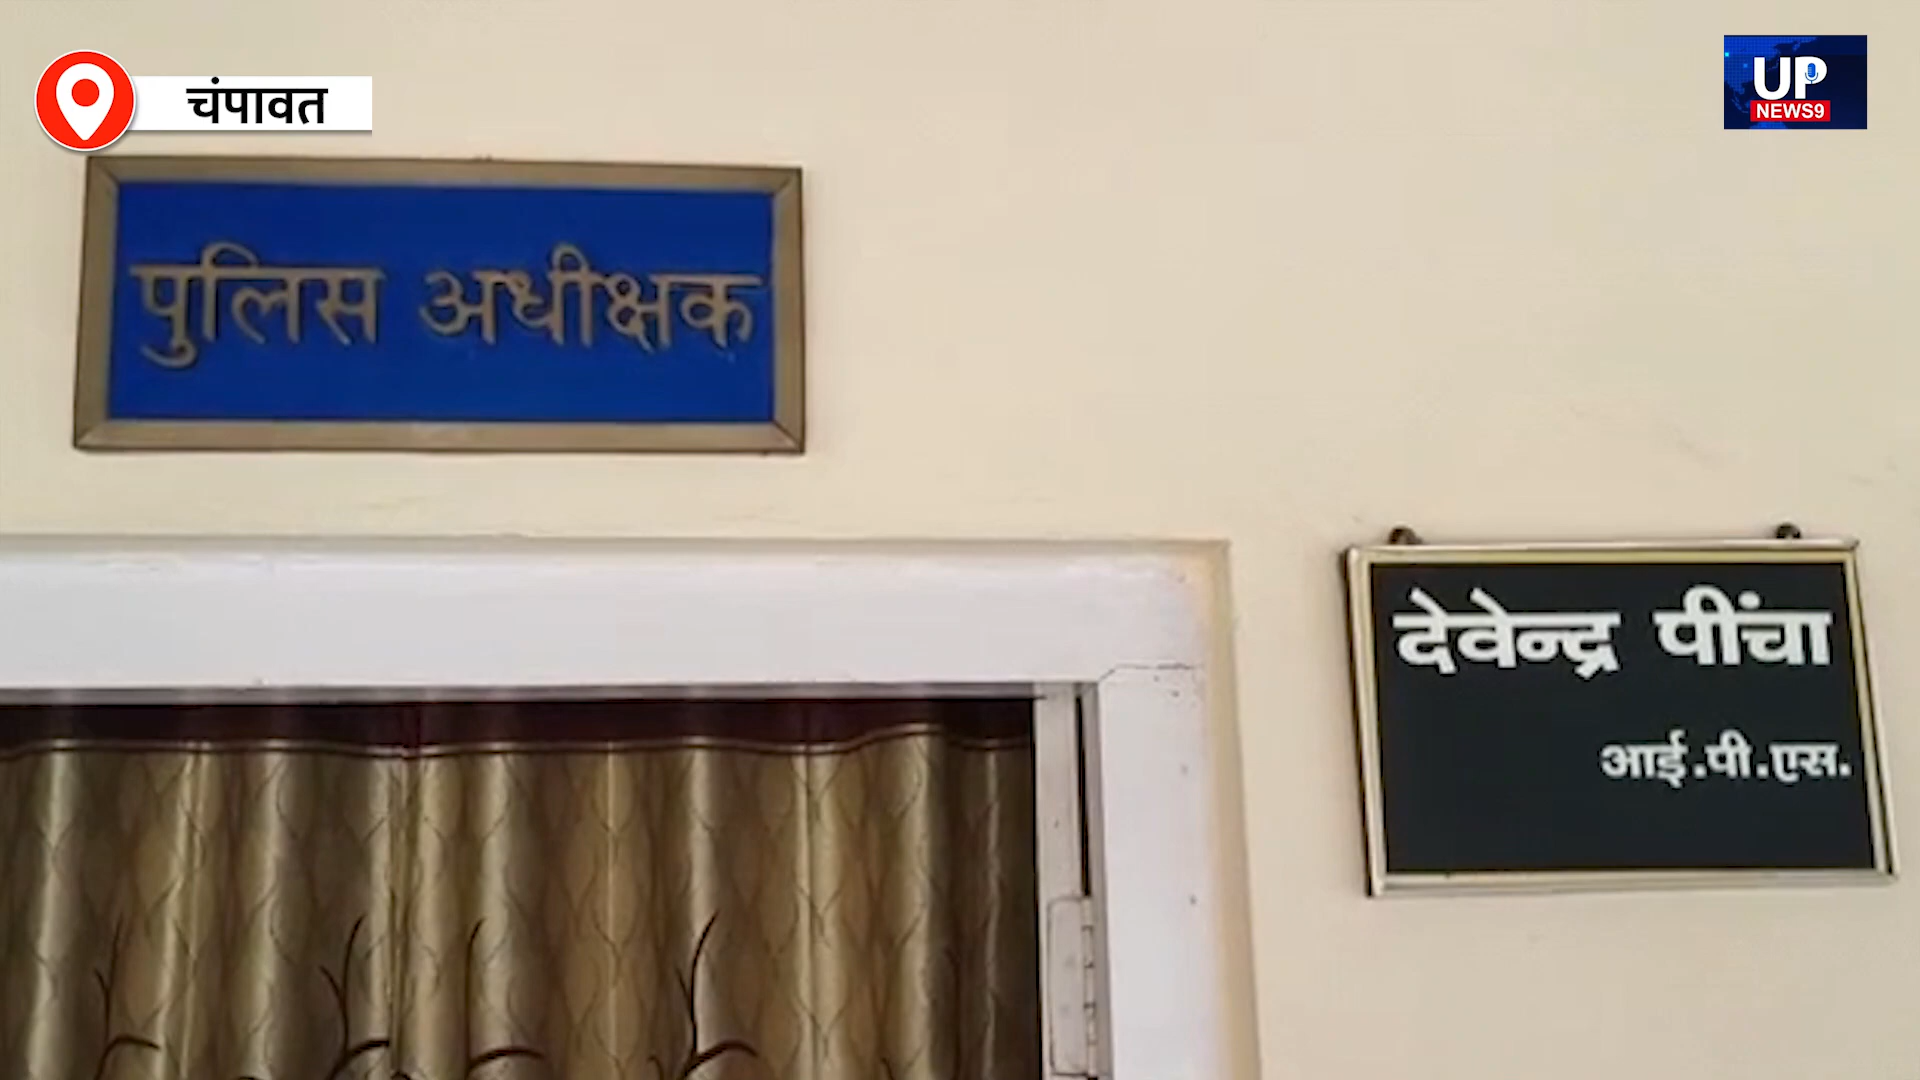 चंपावत
UP
NEWS9
पुलिस अधीक्षक
देवेन्द्र पींचा
आई.पी.एस.